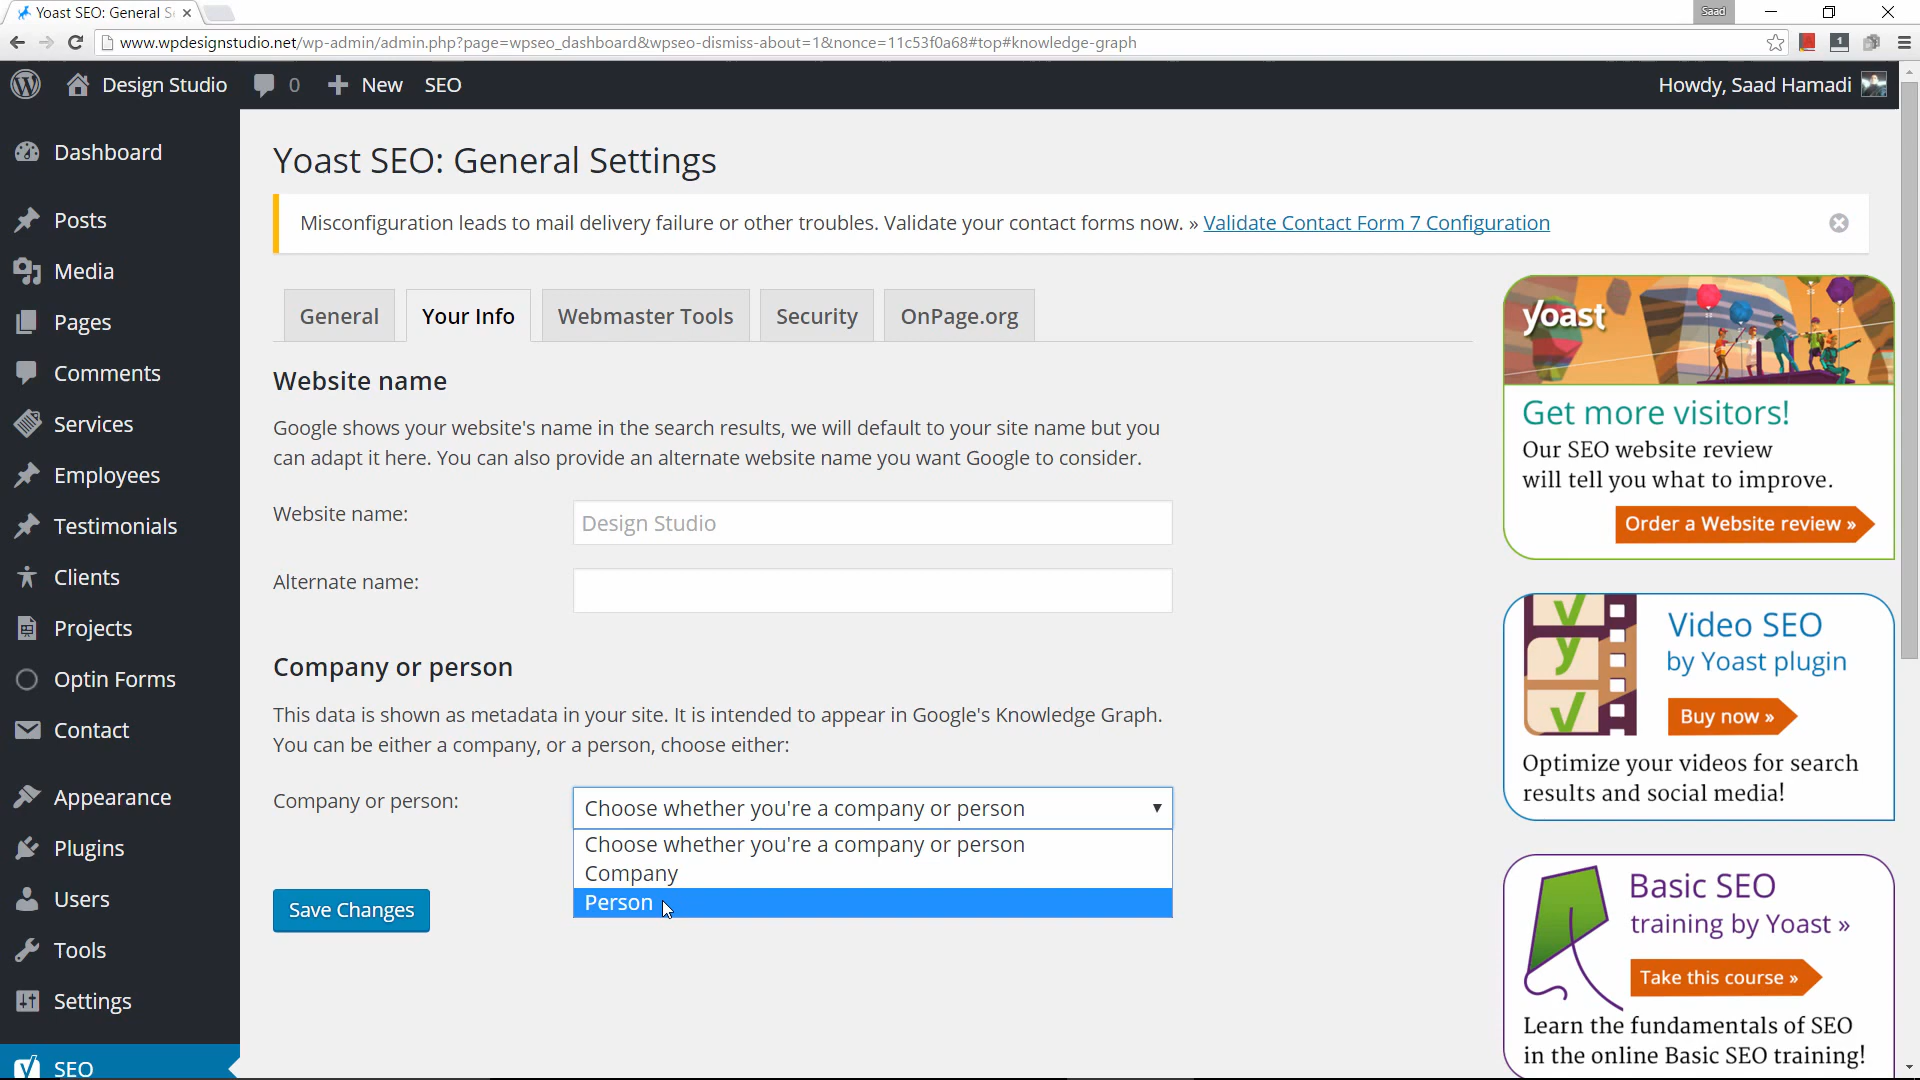 Yoast SEO: General S
Saad
www.wpdesignstudio.net/wp-admin/admin.php?page=wpseo_dashboard&wpseo-dismiss-about=1&nonce=11c53f0a68#top#knowledge-graph
1
Design Studio
0
New
SEO
Howdy, Saad Hamadi
Dashboard
Posts
Media
Pages
Comments
Services
Employees
Testimonials
Clients
Projects
Optin Forms
Contact
Appearance
Plugins
Users
Tools
Settings
SEO
Yoast SEO: General Settings
Misconfiguration leads to mail delivery failure or other troubles. Validate your contact forms now. » Validate Contact Form 7 Configuration
General
Your Info
Webmaster Tools
Security
OnPage.org
Website name
Google shows your website's name in the search results, we will default to your site name but you
can adapt it here. You can also provide an alternate website name you want Google to consider.
Website name:
Design Studio
Alternate name:
Company or person
This data is shown as metadata in your site. It is intended to appear in Google's Knowledge Graph.
You can be either a company, or a person, choose either:
Company or person:
Choose whether you're a company or person
Choose whether you're a company or person
Company
Person
Save Changes
yoast
Get more visitors!
Our SEO website review
will tell you what to improve.
Order a Website review »
Video SEO
by Yoast plugin
Buy now »
Optimize your videos for search
results and social media!
Basic SEO
training by Yoast »
Take this course »
Learn the fundamentals of SEO
in the online Basic SEO training!